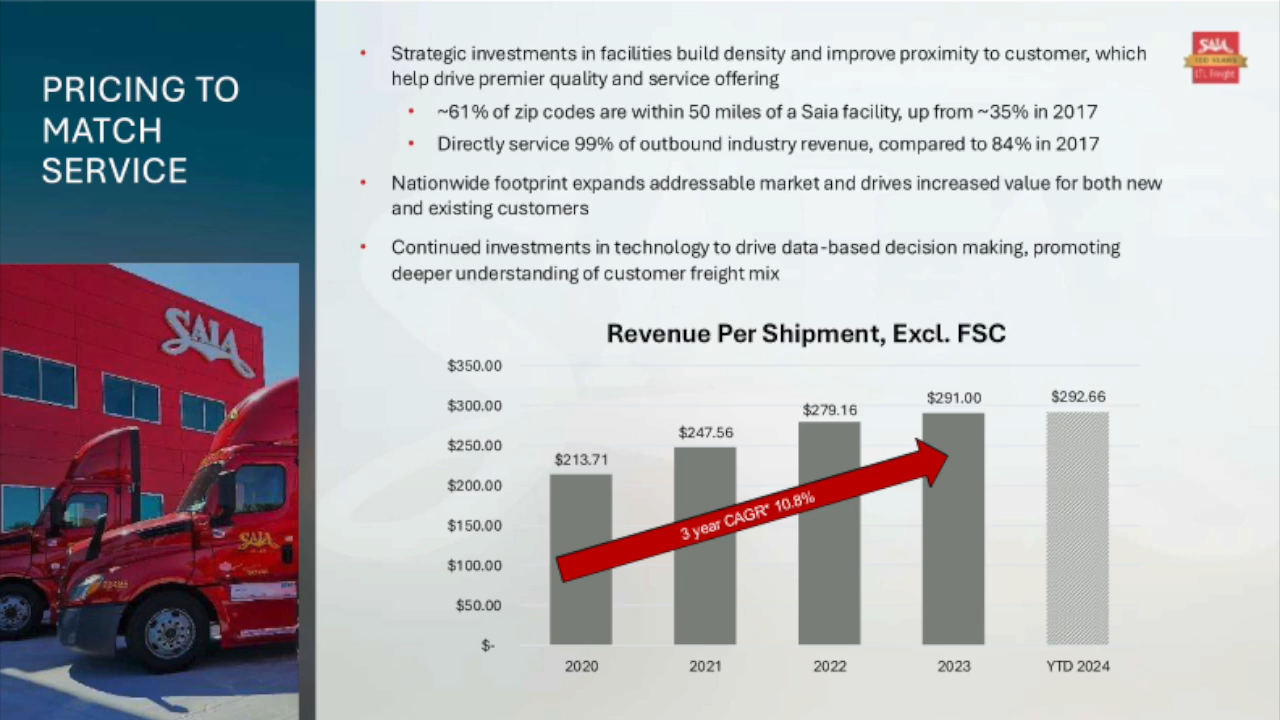 PRICING TO
MATCH
SERVICE
SAIA
SAIA
• Strategic investments in facilities build density and improve proximity to customer, which
help drive premier quality and service offering
• ~61% of zip codes are within 50 miles of a Saia facility, up from ~35% in 2017
• Directly service 99% of outbound industry revenue, compared to 84% in 2017
• Nationwide footprint expands addressable market and drives increased value for both new
and existing customers
• Continued investments in technology to drive data-based decision making, promoting
deeper understanding of customer freight mix
SAIA
100 YEARS
LTL Freight
Revenue Per Shipment, Excl. FSC
$350.00
$300.00
$250.00
$200.00
$150.00
$100.00
$50.00
$-
$213.71
$247.56
$279.16
$291.00
$292.66
3 year CAGR* 10.8%
2020
2021
2022
2023
YTD 2024